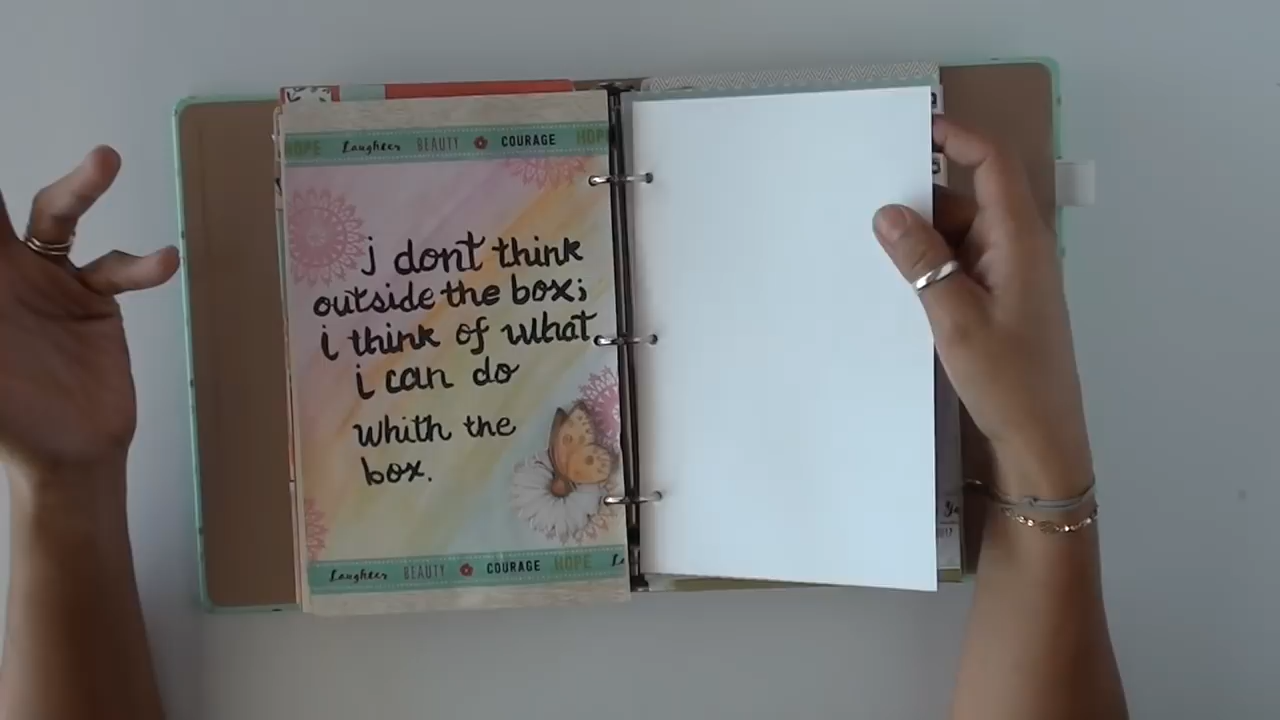 HOPE Laughter BEAUTY COURAGE HOPE
j dont think
outside the box;
i think of what
i can do
whith the
box.
Laughter BEAUTY COURAGE HOPE